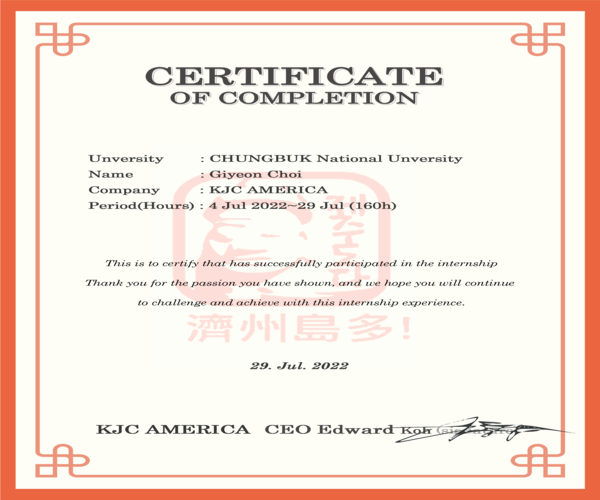 CERTIFICATE
OF COMPLETION
Unversity : CHUNGBUK National Unversity
Name : Giyeon Choi
Company : KJC AMERICA
Period(Hours) : 4 Jul 2022~29 Jul (160h)
This is to certify that has successfully participated in the internship
Thank you for the passion you have shown, and we hope you will continue
to challenge and achieve with this internship experience.
濟州島多!
29. Jul. 2022
KJC AMERICA CEO Edward Koh (signature)